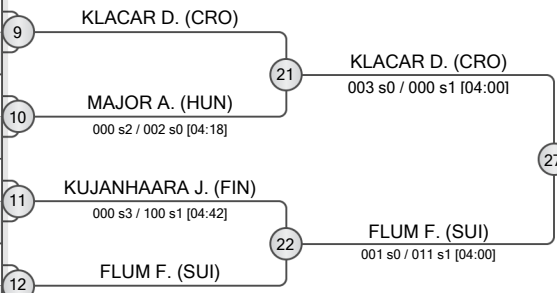 KLACAR D. (CRO)
9
21
KLACAR D. (CRO)
003 s0 / 000 s1 [04:00]
MAJOR A. (HUN)
10
000 s2 / 002 s0 [04:18]
27
KUJANHAARA J. (FIN)
11
000 s3 / 100 s1 [04:42]
22
FLUM F. (SUI)
001 s0 / 011 s1 [04:00]
FLUM F. (SUI)
12